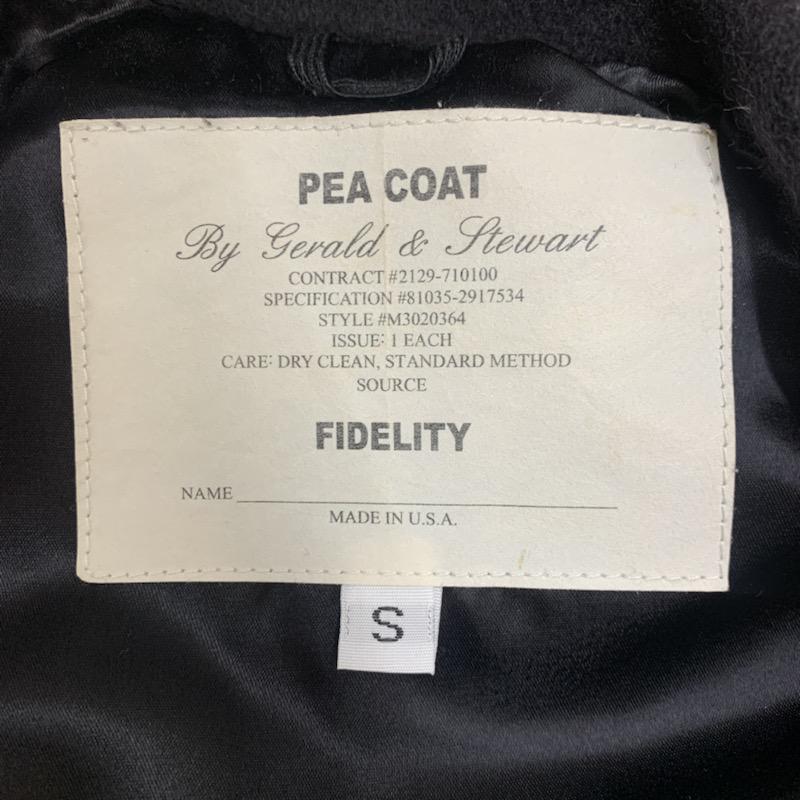 PEA COAT
By Gerald & Stewart
CONTRACT #2129-710100
SPECIFICATION #81035-2917534
STYLE #M3020364
ISSUE: 1 EACH
CARE: DRY CLEAN, STANDARD METHOD
SOURCE
FIDELITY
NAME
MADE IN U.S.A.
S